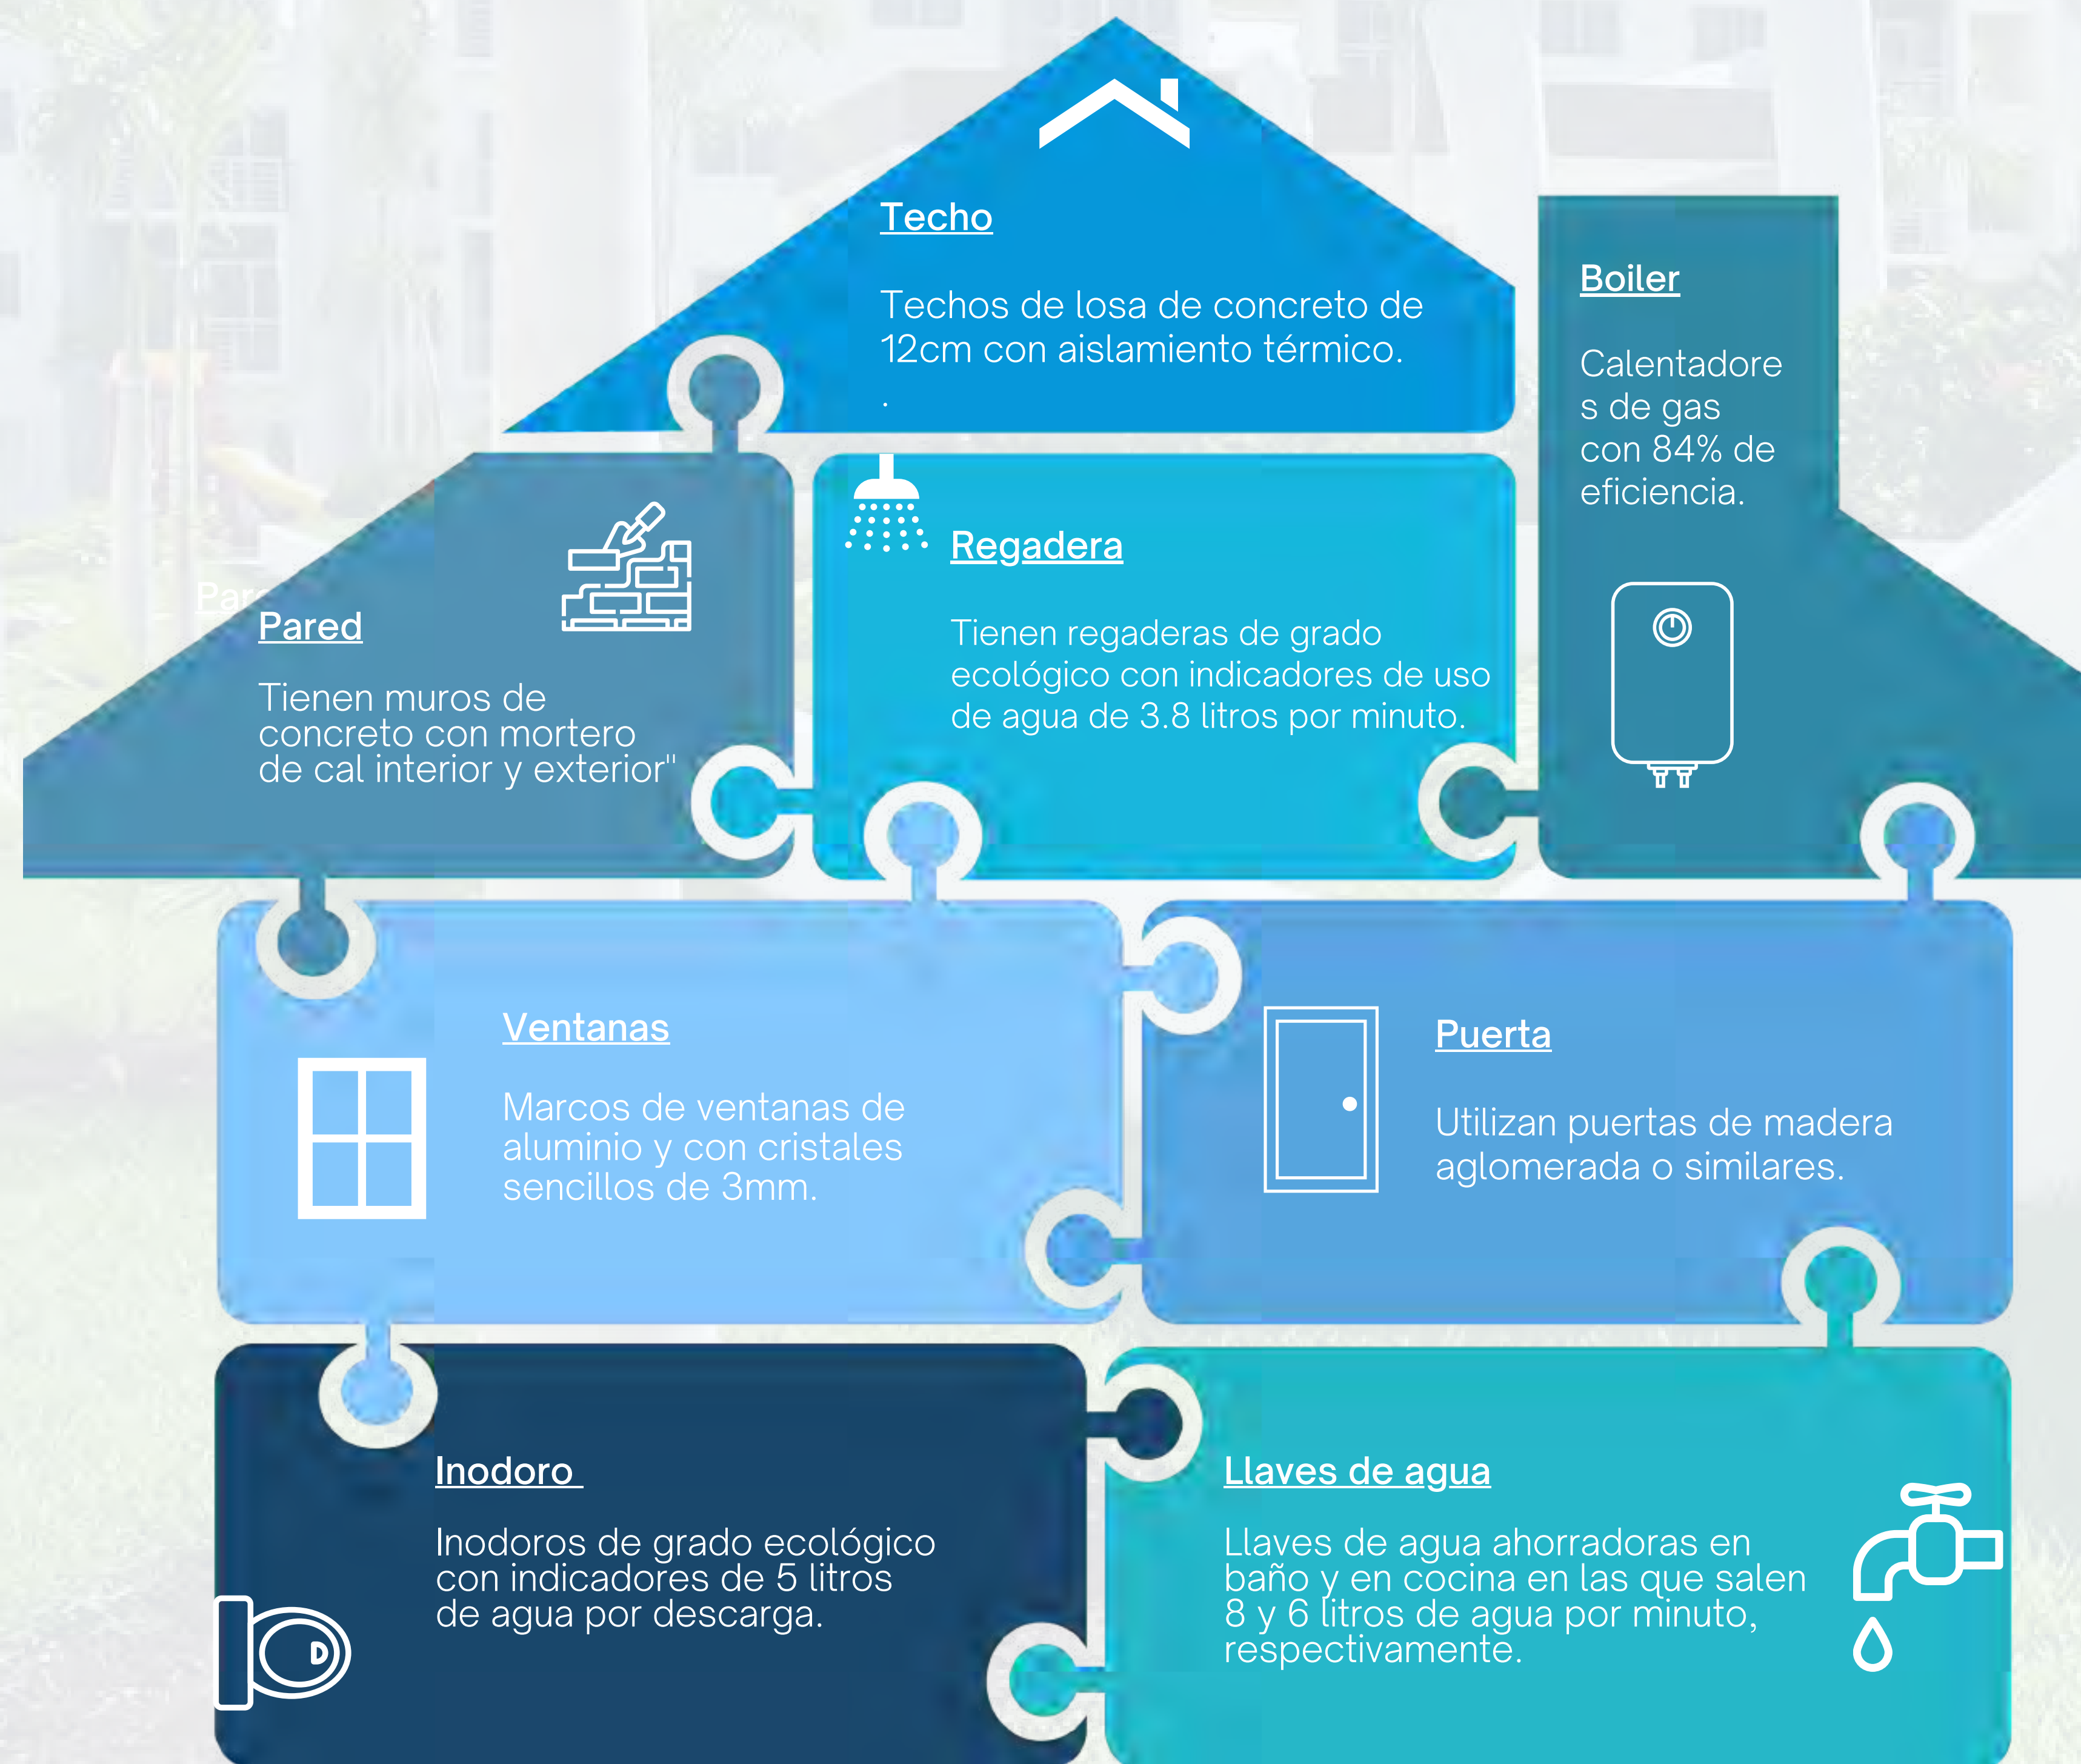 Techo
Techos de losa de concreto de
12cm con aislamiento térmico.
.
Boiler
Calentadore
s de gas
con 84% de
eficiencia.
Par
Pared
Tienen muros de
concreto con mortero
de cal interior y exterior"
Regadera
Tienen regaderas de grado
ecológico con indicadores de uso
de agua de 3.8 litros por minuto.
Ventanas
Marcos de ventanas de
aluminio y con cristales
sencillos de 3mm.
Puerta
Utilizan puertas de madera
aglomerada o similares.
Inodoro
Inodoros de grado ecológico
con indicadores de 5 litros
de agua por descarga.
Llaves de agua
Llaves de agua ahorradoras en
baño y en cocina en las que salen
8 y 6 litros de agua por minuto,
respectivamente.